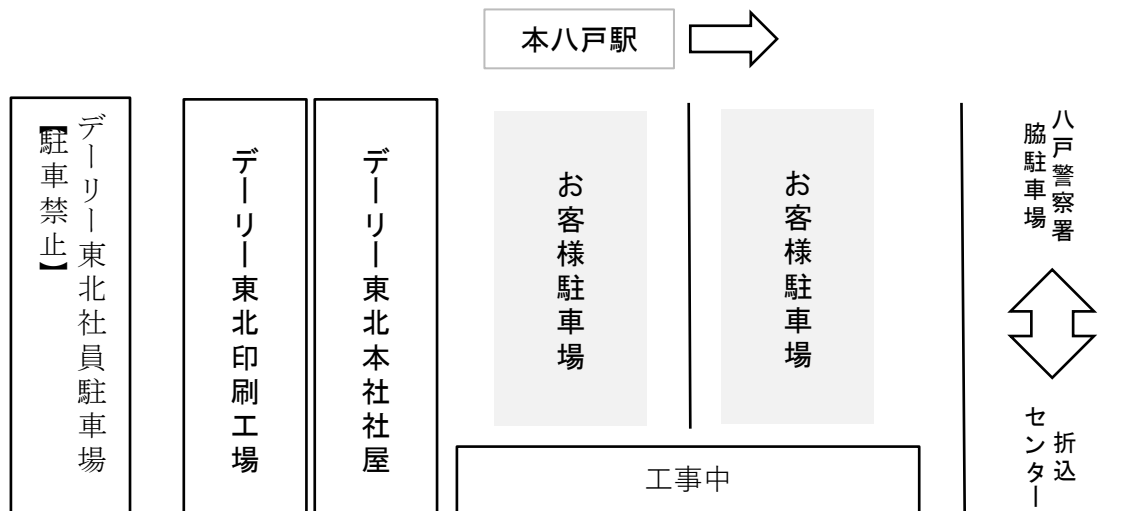 本八戸駅
デーリー東北社員駐車場
【駐車禁止】
デーリー東北印刷工場
デーリー東北本社社屋
お客様駐車場
お客様駐車場
八戸警察署
脇駐車場
折込
センター
工事中